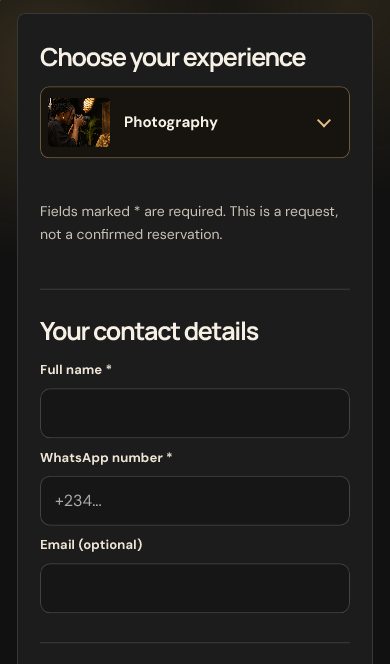 Choose your experience
Photography
Fields marked * are required. This is a request,
not a confirmed reservation.
Your contact details
Full name *
WhatsApp number *
+234...
Email (optional)